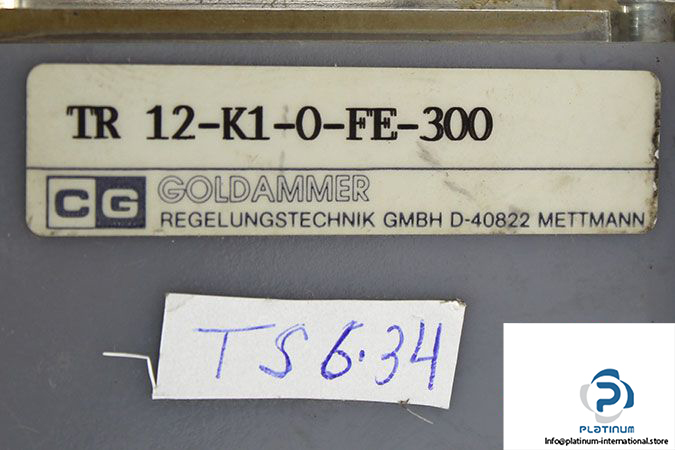 TR 12-K1-0-FE-300
CG GOLDAMMER
REGELUNGSTECHNIK GMBH D-40822 METTMANN
TS 6.34
PLATINUM
Info@platinum-international.store